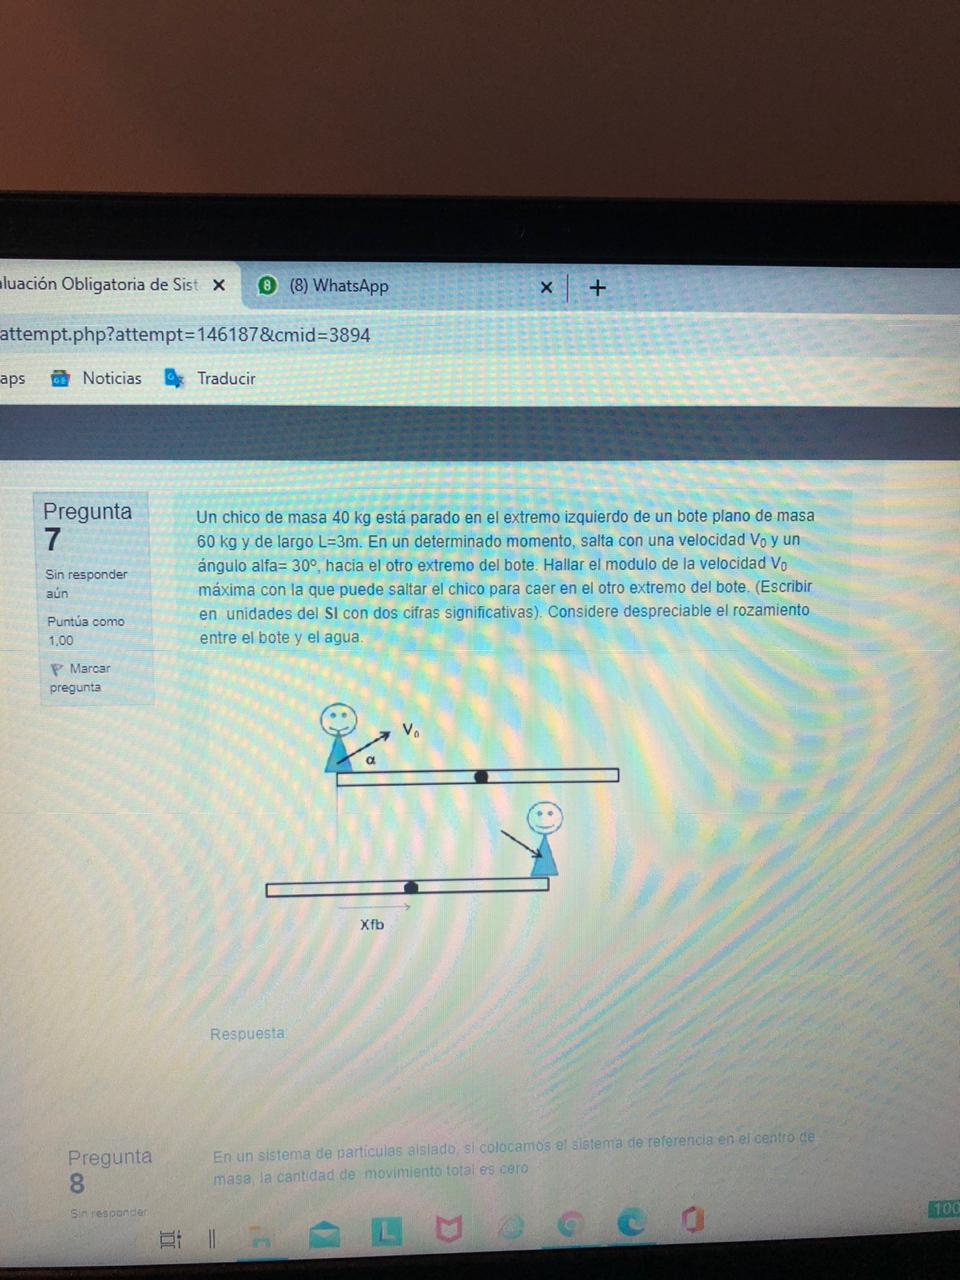 aluación Obligatoria de Sist
8 (8) WhatsApp
attempt.php?attempt=146187&cmid=3894
aps Noticias Traducir
Pregunta
7
Sin responder
aún
Puntúa como
1,00
Marcar
pregunta
Un chico de masa 40 kg está parado en el extremo izquierdo de un bote plano de masa
60 kg y de largo L=3m. En un determinado momento, salta con una velocidad V₀ y un
ángulo alfa= 30º, hacia el otro extremo del bote. Hallar el modulo de la velocidad V₀
máxima con la que puede saltar el chico para caer en el otro extremo del bote. (Escribir
en unidades del SI con dos cifras significativas). Considere despreciable el rozamiento
entre el bote y el agua.
V₀
α
Xfb
Respuesta:
Pregunta
8
Sin responder
En un sistema de partículas aislado, si colocamos el sistema de referencia en el centro de
masa, la cantidad de movimiento total es cero
L
100